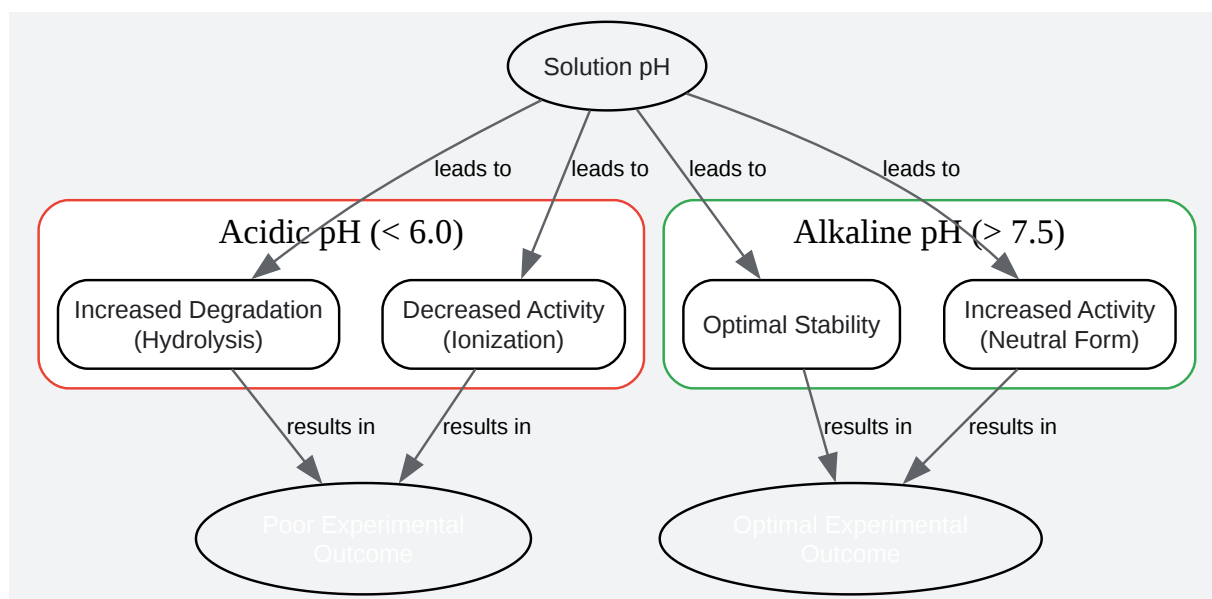 Solution pH
leads to
leads to
leads to
leads to
Acidic pH (< 6.0)
Alkaline pH (> 7.5)
Increased Degradation
(Hydrolysis)
Decreased Activity
(Ionization)
Optimal Stability
Increased Activity
(Neutral Form)
results in
results in
results in
results in
Poor Experimental
Outcome
Optimal Experimental
Outcome